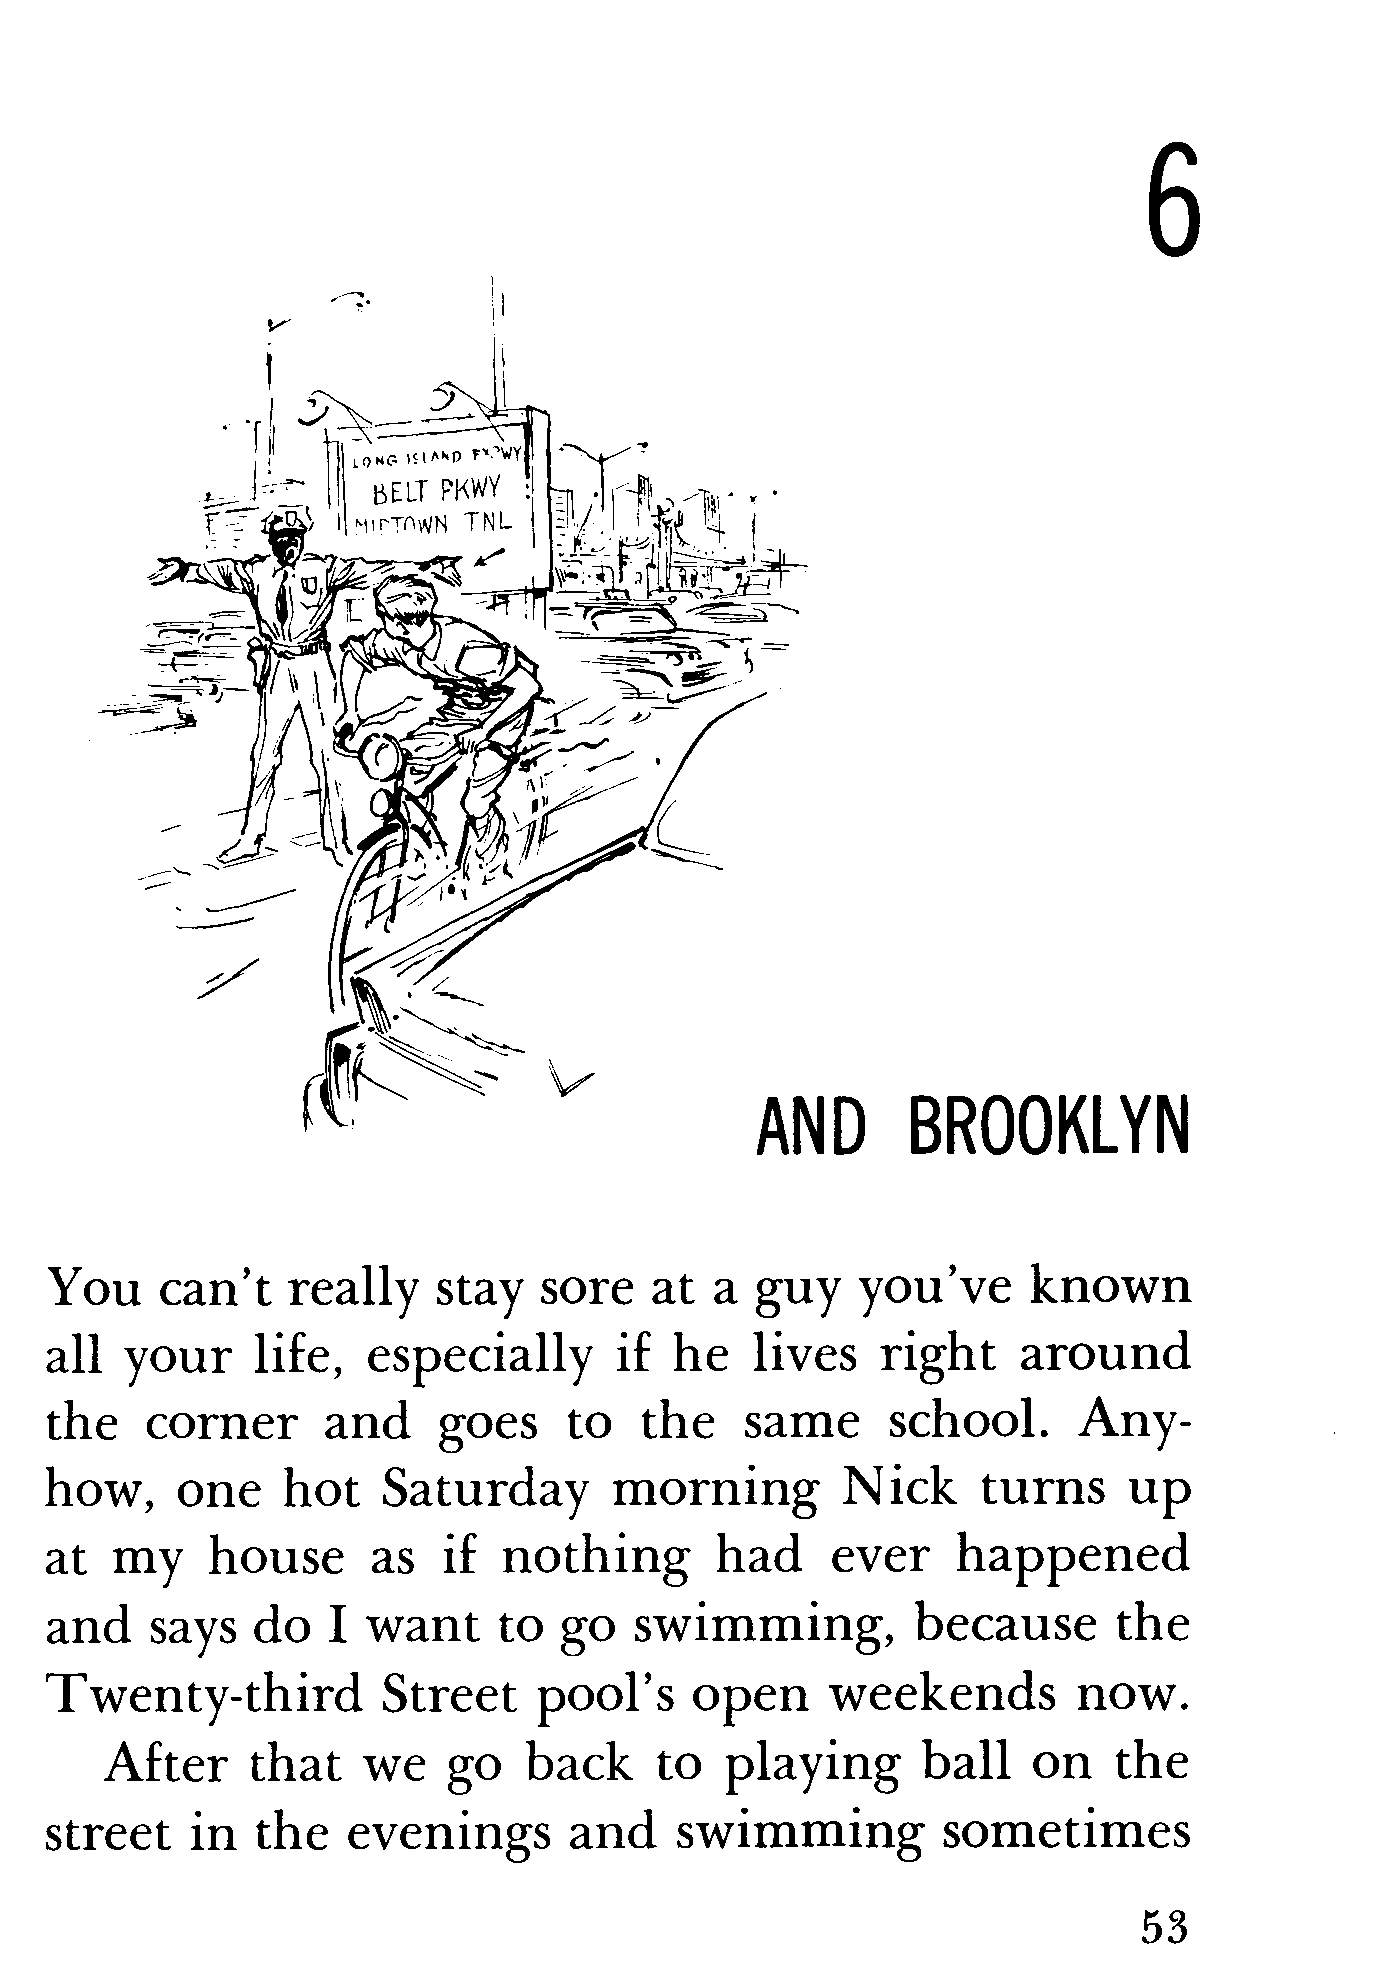 6
LONG ISLAND EXPWY
BELT PKWY
MIDTOWN TNL
AND BROOKLYN
You can't really stay sore at a guy you've known
all your life, especially if he lives right around
the corner and goes to the same school. Any-
how, one hot Saturday morning Nick turns up
at my house as if nothing had ever happened
and says do I want to go swimming, because the
Twenty-third Street pool's open weekends now.
After that we go back to playing ball on the
street in the evenings and swimming sometimes
53